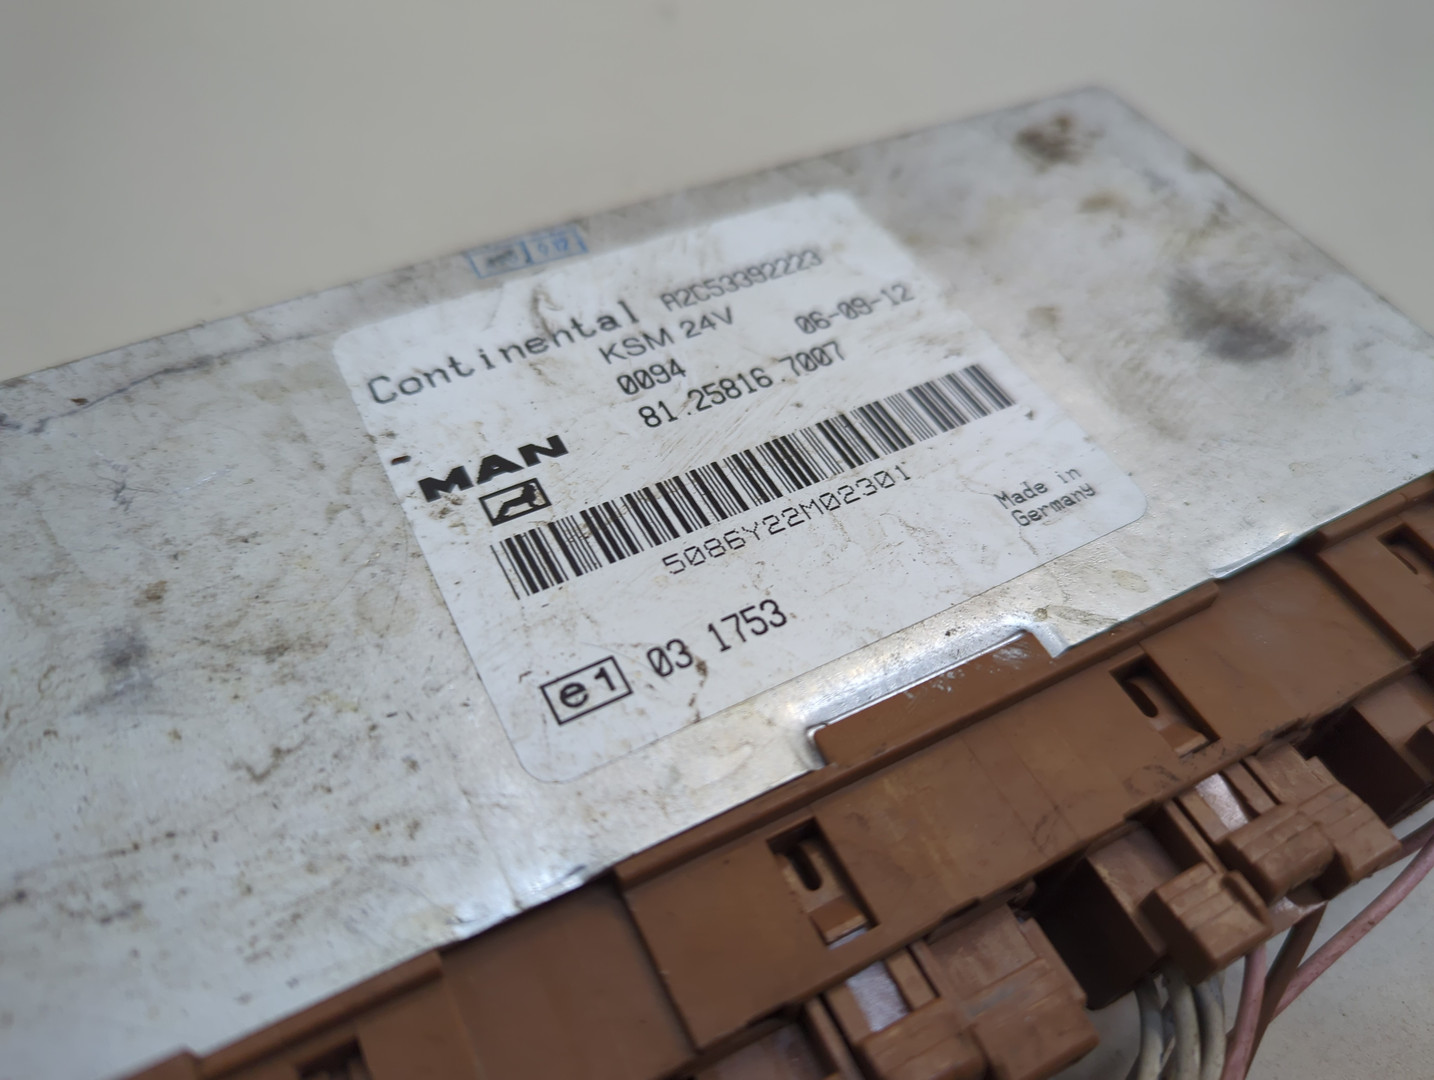 Continental A2C53392223
KSM 24V 06-09-12
0094
81.25816.7007
MAN
5086Y22M02301
Made in
Germany
e1 03 1753